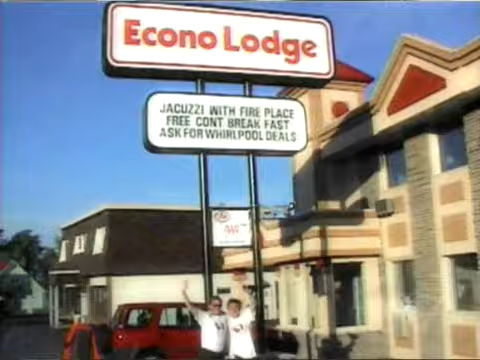 Econo Lodge
JACUZZI WITH FIRE PLACE
FREE CONT BREAK FAST
ASK FOR WHIRLPOOL DEALS